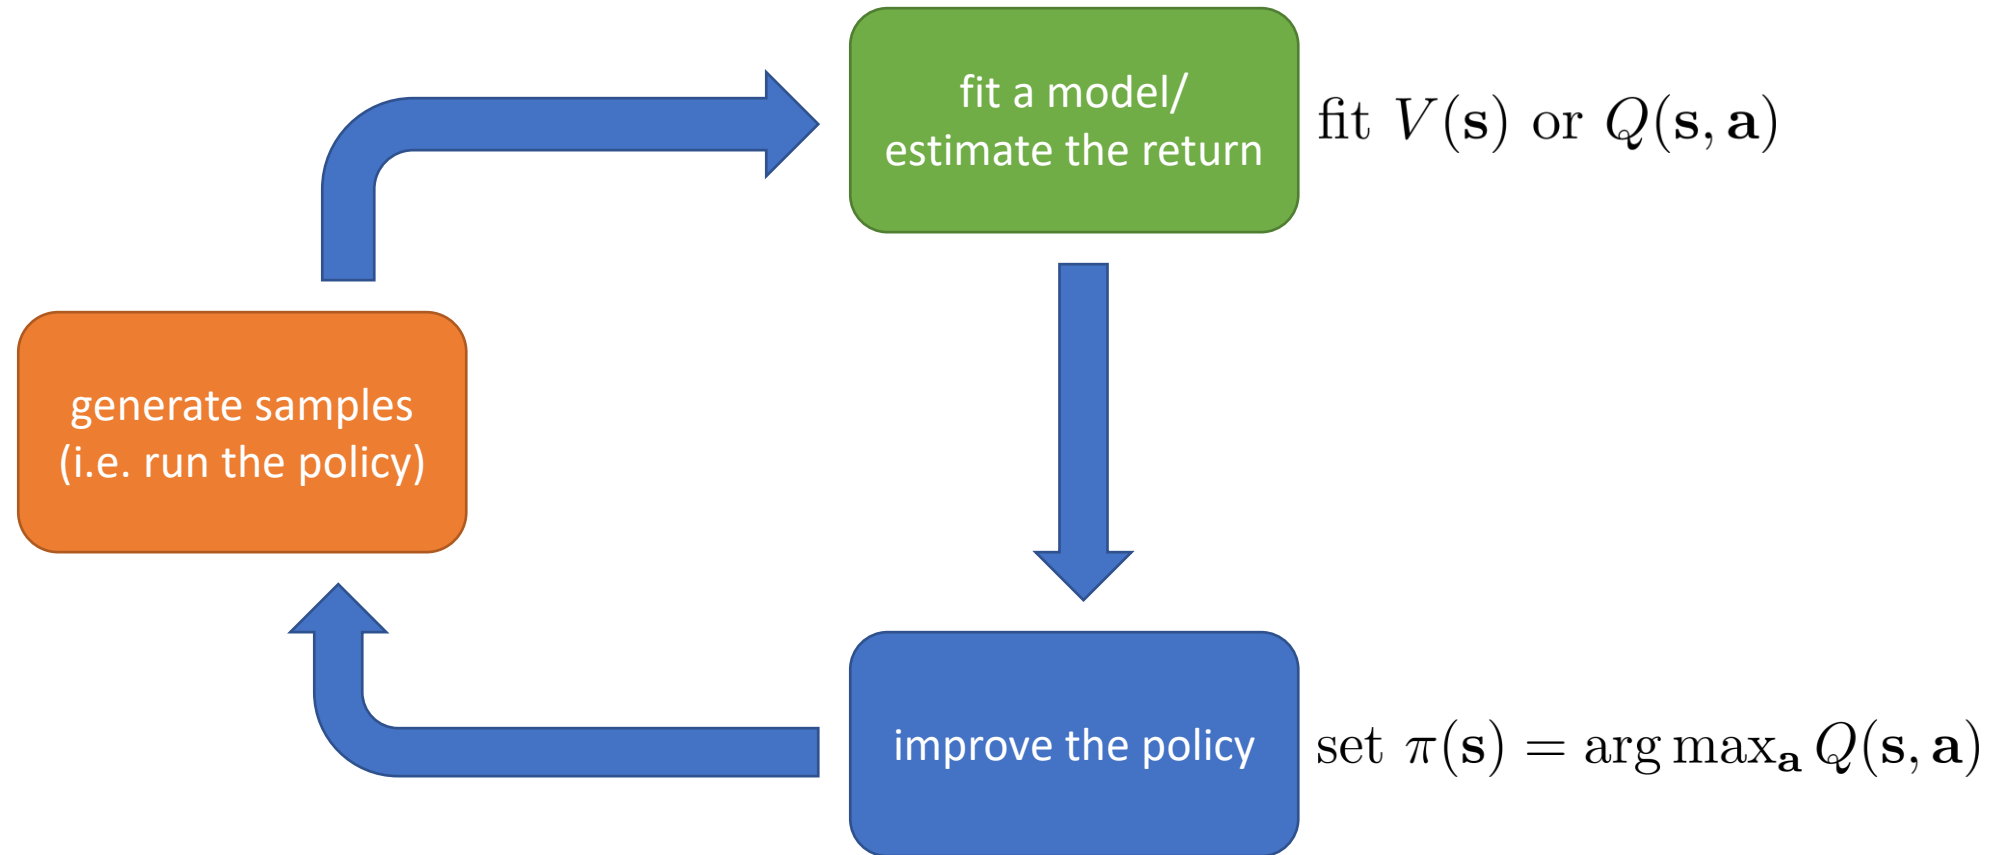 fit a model/
estimate the return
fit V(s) or Q(s, a)
generate samples
(i.e. run the policy)
improve the policy
set π(s) = arg maxₐ Q(s, a)